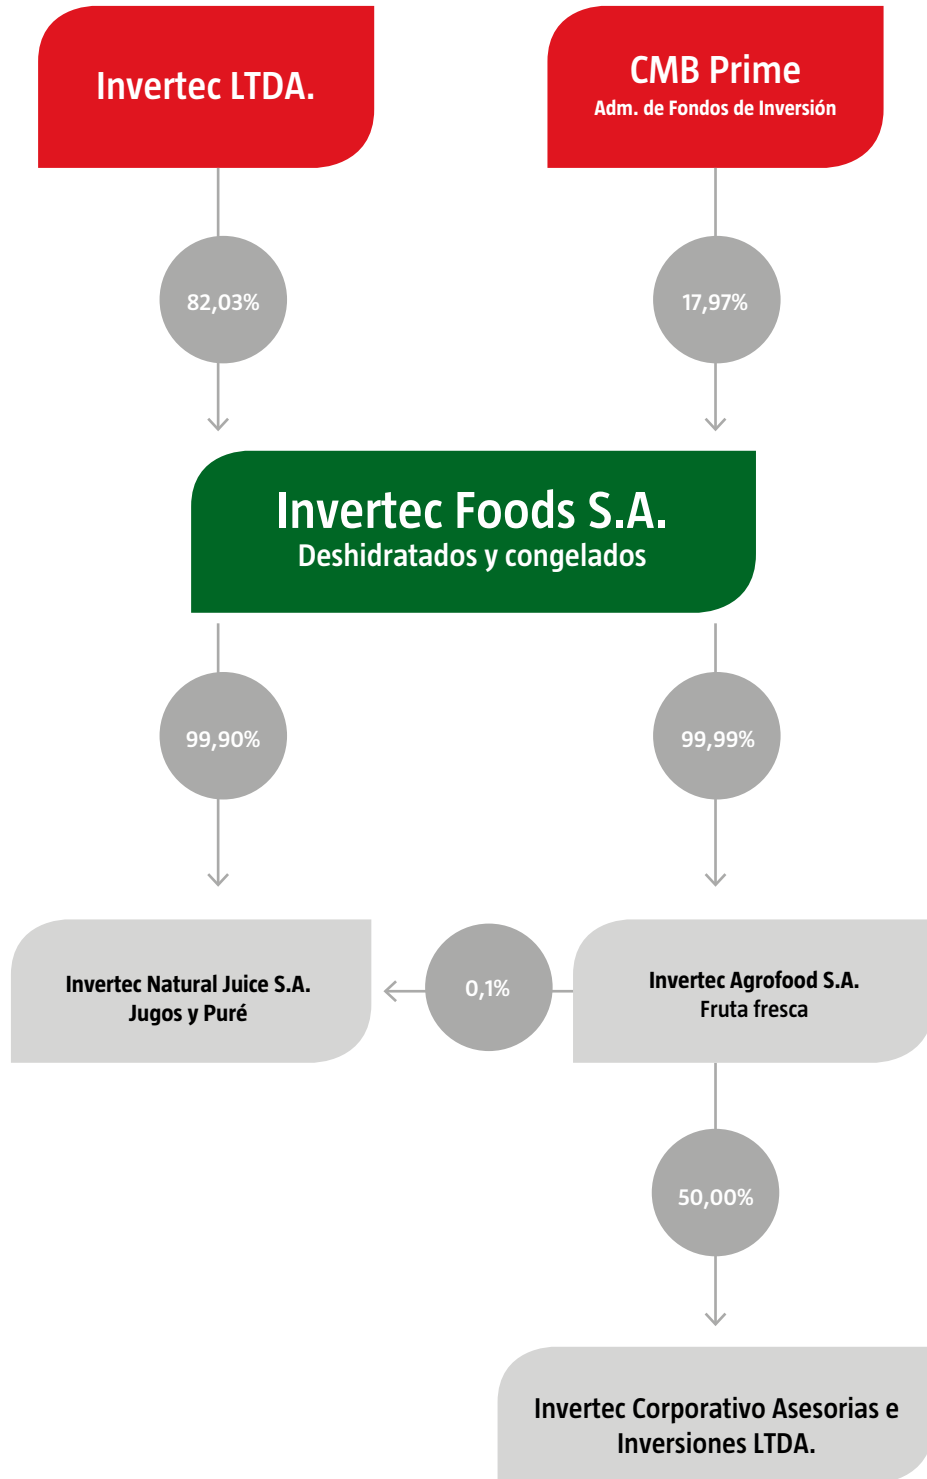 Invertec LTDA.
CMB Prime
Adm. de Fondos de Inversión
82,03%
17,97%
Invertec Foods S.A.
Deshidratados y congelados
99,90%
99,99%
Invertec Natural Juice S.A.
Jugos y Puré
0,1%
Invertec Agrofood S.A.
Fruta fresca
50,00%
Invertec Corporativo Asesorias e
Inversiones LTDA.